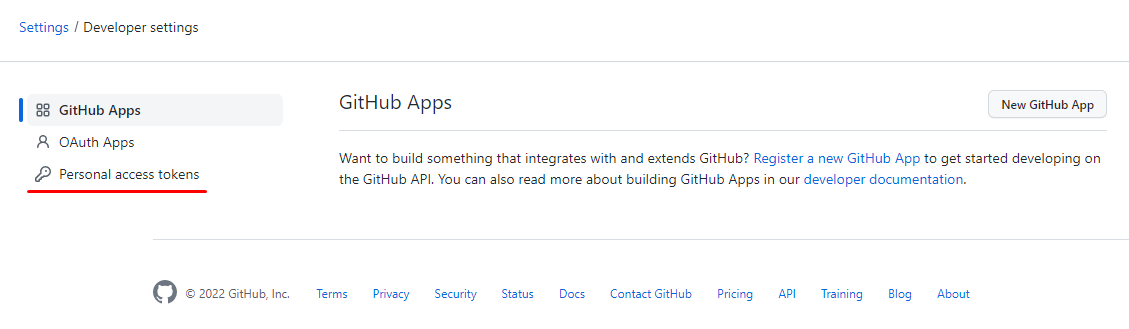 Settings / Developer settings
GitHub Apps
OAuth Apps
Personal access tokens
GitHub Apps
New GitHub App
Want to build something that integrates with and extends GitHub? Register a new GitHub App to get started developing on
the GitHub API. You can also read more about building GitHub Apps in our developer documentation.
© 2022 GitHub, Inc. Terms Privacy Security Status Docs Contact GitHub Pricing API Training Blog About